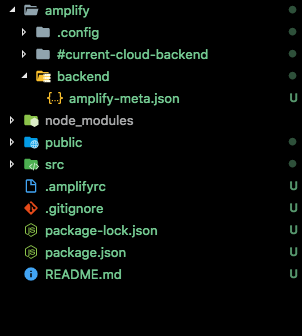 amplify
.config
#current-cloud-backend
backend
{..} amplify-meta.json U
node_modules
public
src
.amplifyrc U
.gitignore U
package-lock.json U
package.json U
README.md U